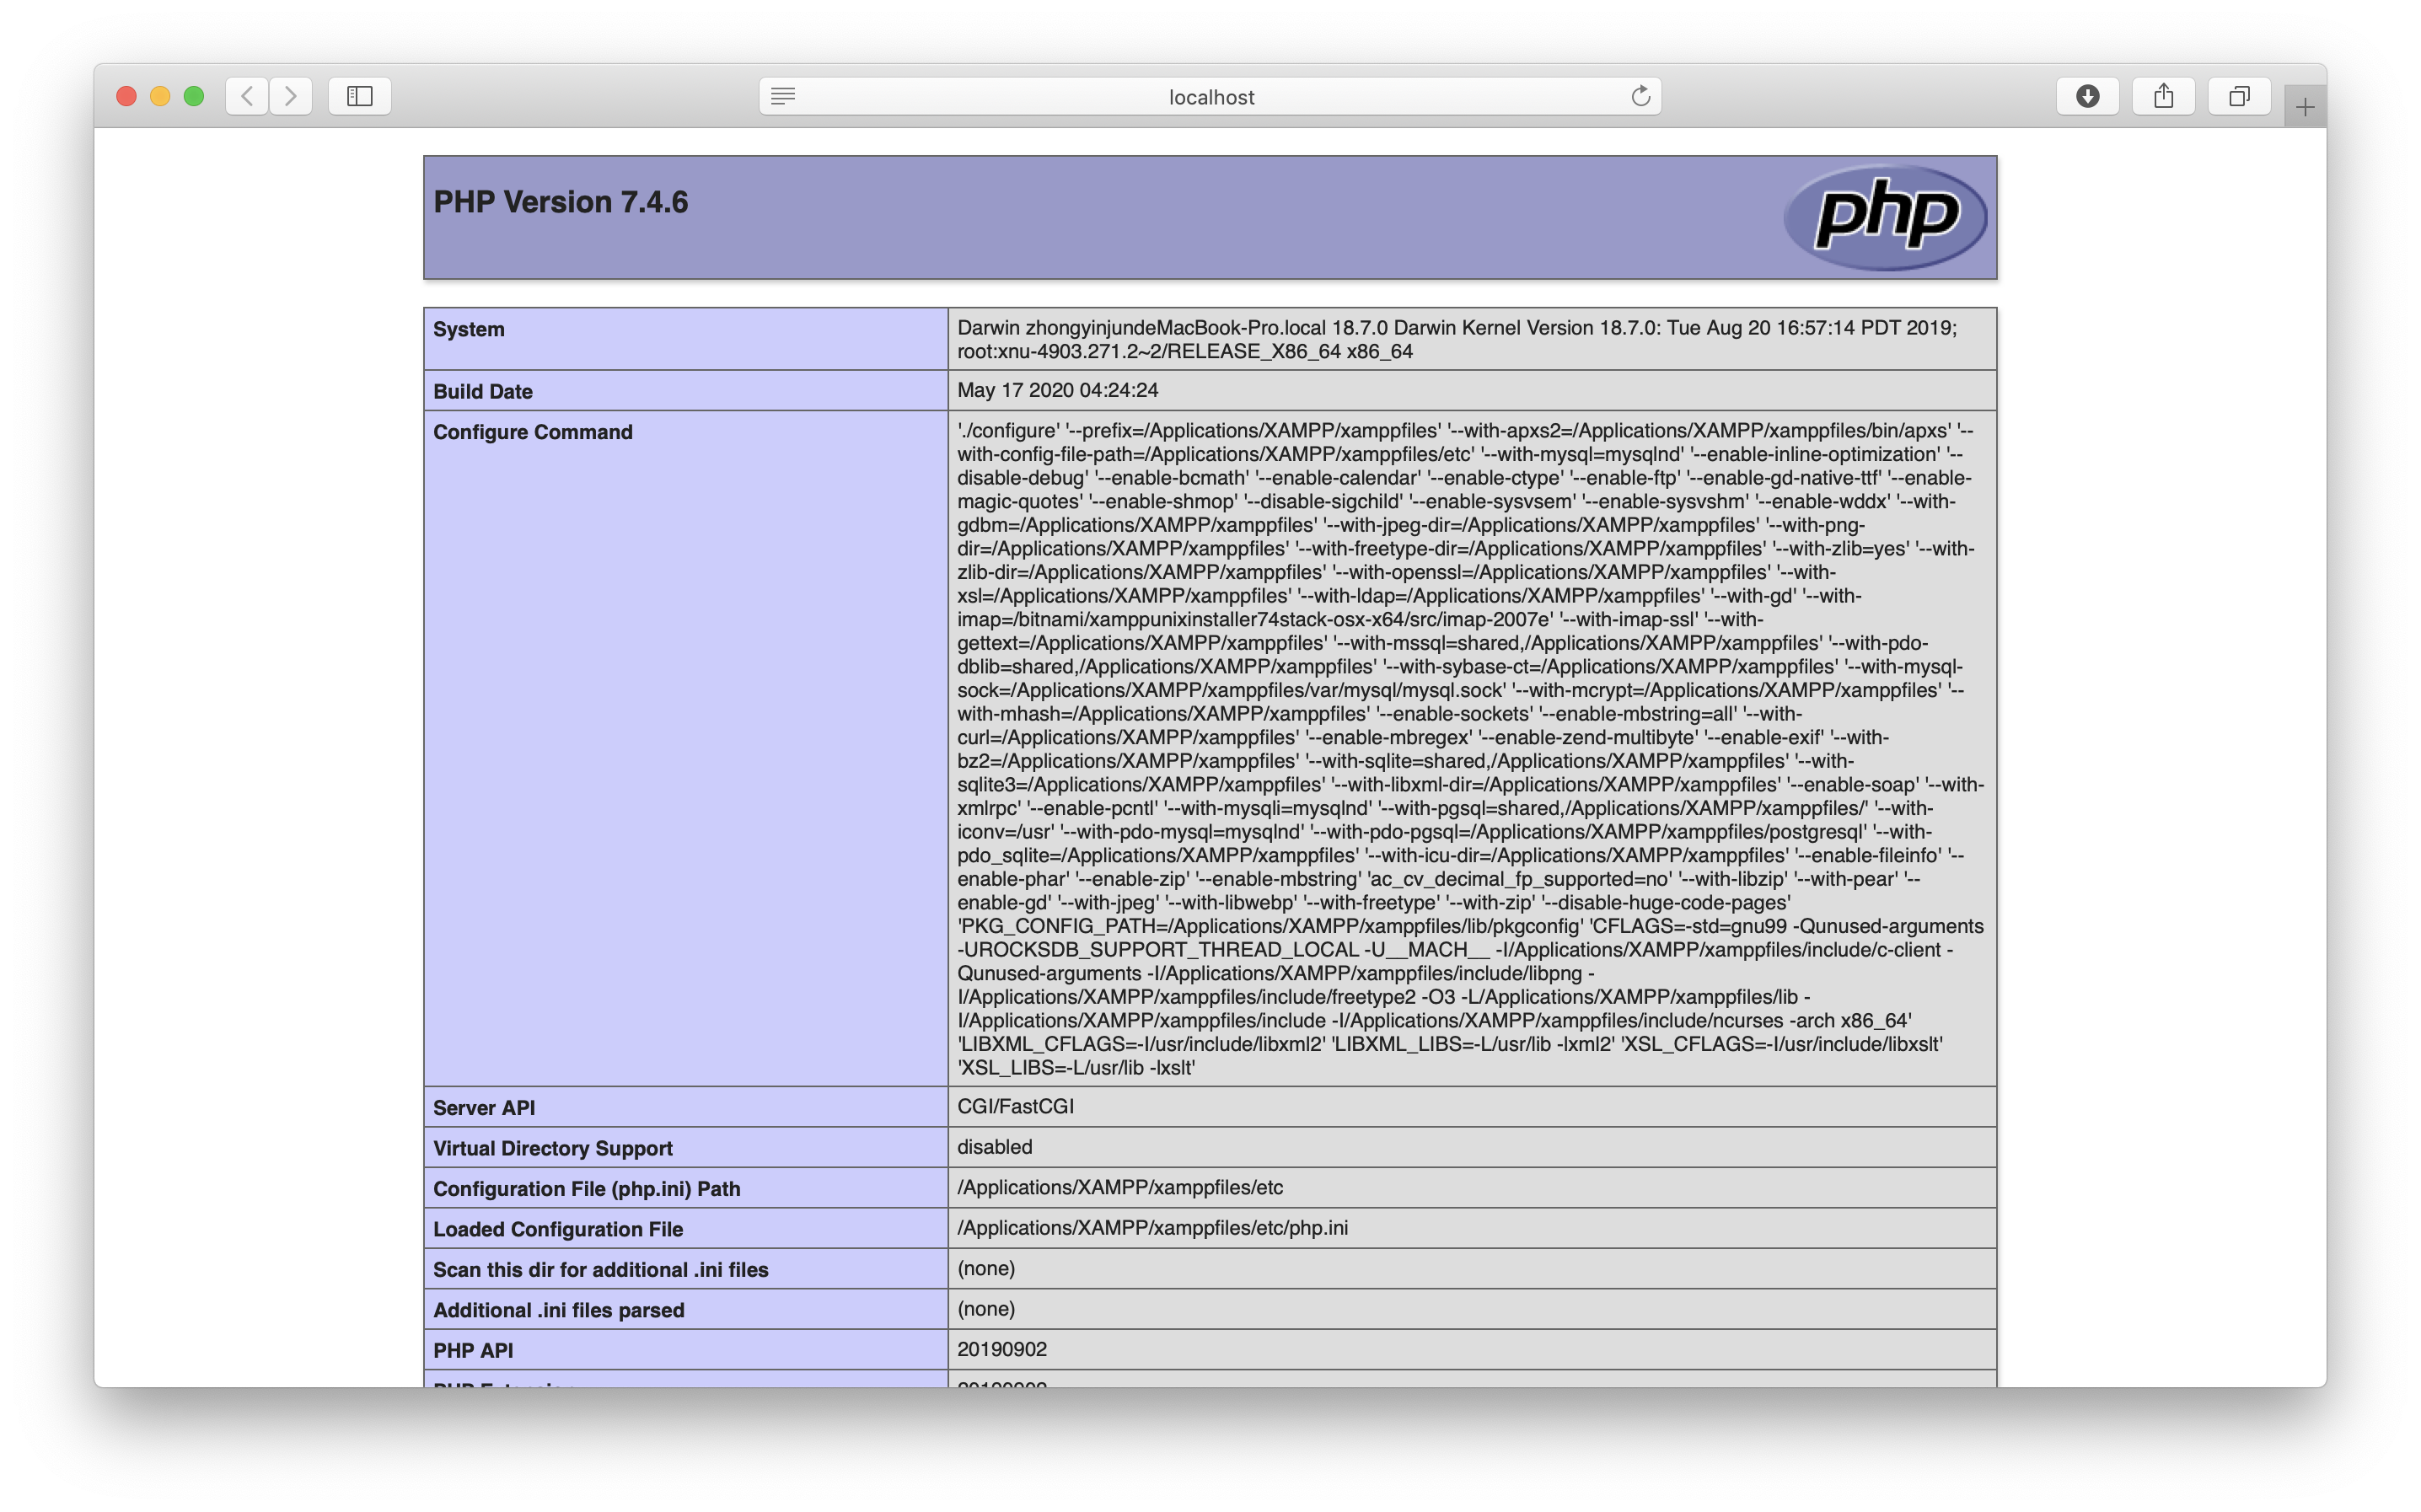 localhost
PHP Version 7.4.6
php
System
Darwin zhongyinjundeMacBook-Pro.local 18.7.0 Darwin Kernel Version 18.7.0: Tue Aug 20 16:57:14 PDT 2019;
root:xnu-4903.271.2~2/RELEASE_X86_64 x86_64
Build Date
May 17 2020 04:24:24
Configure Command
'./configure' '--prefix=/Applications/XAMPP/xamppfiles' '--with-apxs2=/Applications/XAMPP/xamppfiles/bin/apxs' '--
with-config-file-path=/Applications/XAMPP/xamppfiles/etc' '--with-mysql=mysqlnd' '--enable-inline-optimization' '--
disable-debug' '--enable-bcmath' '--enable-calendar' '--enable-ctype' '--enable-ftp' '--enable-gd-native-ttf' '--enable-
magic-quotes' '--enable-shmop' '--disable-sigchild' '--enable-sysvsem' '--enable-sysvshm' '--enable-wddx' '--with-
gdbm=/Applications/XAMPP/xamppfiles' '--with-jpeg-dir=/Applications/XAMPP/xamppfiles' '--with-png-
dir=/Applications/XAMPP/xamppfiles' '--with-freetype-dir=/Applications/XAMPP/xamppfiles' '--with-zlib=yes' '--with-
zlib-dir=/Applications/XAMPP/xamppfiles' '--with-openssl=/Applications/XAMPP/xamppfiles' '--with-
xsl=/Applications/XAMPP/xamppfiles' '--with-ldap=/Applications/XAMPP/xamppfiles' '--with-gd' '--with-
imap=/bitnami/xamppunixinstaller74stack-osx-x64/src/imap-2007e' '--with-imap-ssl' '--with-
gettext=/Applications/XAMPP/xamppfiles' '--with-mssql=shared,/Applications/XAMPP/xamppfiles' '--with-pdo-
dblib=shared,/Applications/XAMPP/xamppfiles' '--with-sybase-ct=/Applications/XAMPP/xamppfiles' '--with-mysql-
sock=/Applications/XAMPP/xamppfiles/var/mysql/mysql.sock' '--with-mcrypt=/Applications/XAMPP/xamppfiles' '--
with-mhash=/Applications/XAMPP/xamppfiles' '--enable-sockets' '--enable-mbstring=all' '--with-
curl=/Applications/XAMPP/xamppfiles' '--enable-mbregex' '--enable-zend-multibyte' '--enable-exif' '--with-
bz2=/Applications/XAMPP/xamppfiles' '--with-sqlite=shared,/Applications/XAMPP/xamppfiles' '--with-
sqlite3=/Applications/XAMPP/xamppfiles' '--with-libxml-dir=/Applications/XAMPP/xamppfiles' '--enable-soap' '--with-
xmlrpc' '--enable-pcntl' '--with-mysqli=mysqlnd' '--with-pgsql=shared,/Applications/XAMPP/xamppfiles/' '--with-
iconv=/usr' '--with-pdo-mysql=mysqlnd' '--with-pdo-pgsql=/Applications/XAMPP/xamppfiles/postgresql' '--with-
pdo_sqlite=/Applications/XAMPP/xamppfiles' '--with-icu-dir=/Applications/XAMPP/xamppfiles' '--enable-fileinfo' '--
enable-phar' '--enable-zip' '--enable-mbstring' 'ac_cv_decimal_fp_supported=no' '--with-libzip' '--with-pear' '--
enable-gd' '--with-jpeg' '--with-libwebp' '--with-freetype' '--with-zip' '--disable-huge-code-pages'
'PKG_CONFIG_PATH=/Applications/XAMPP/xamppfiles/lib/pkgconfig' 'CFLAGS=-std=gnu99 -Qunused-arguments
-UROCKSDB_SUPPORT_THREAD_LOCAL -U__MACH__ -I/Applications/XAMPP/xamppfiles/include/c-client -
Qunused-arguments -I/Applications/XAMPP/xamppfiles/include/libpng -
I/Applications/XAMPP/xamppfiles/include/freetype2 -O3 -L/Applications/XAMPP/xamppfiles/lib -
I/Applications/XAMPP/xamppfiles/include -I/Applications/XAMPP/xamppfiles/include/ncurses -arch x86_64'
'LIBXML_CFLAGS=-I/usr/include/libxml2' 'LIBXML_LIBS=-L/usr/lib -lxml2' 'XSL_CFLAGS=-I/usr/include/libxslt'
'XSL_LIBS=-L/usr/lib -lxslt'
Server API
CGI/FastCGI
Virtual Directory Support
disabled
Configuration File (php.ini) Path
/Applications/XAMPP/xamppfiles/etc
Loaded Configuration File
/Applications/XAMPP/xamppfiles/etc/php.ini
Scan this dir for additional .ini files
(none)
Additional .ini files parsed
(none)
PHP API
20190902